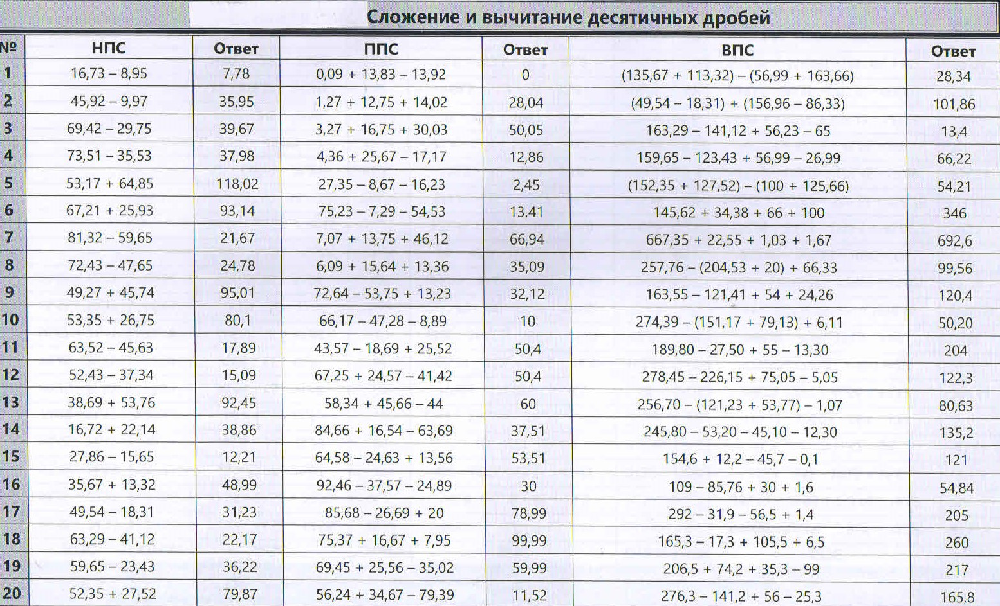 Сложение и вычитание десятичных дробей
№ НПС Ответ ППС Ответ ВПС Ответ
1 16,73 – 8,95 7,78 0,09 + 13,83 – 13,92 0 (135,67 + 113,32) – (56,99 + 163,66) 28,34
2 45,92 – 9,97 35,95 1,27 + 12,75 + 14,02 28,04 (49,54 – 18,31) + (156,96 – 86,33) 101,86
3 69,42 – 29,75 39,67 3,27 + 16,75 + 30,03 50,05 163,29 – 141,12 + 56,23 – 65 13,4
4 73,51 – 35,53 37,98 4,36 + 25,67 – 17,17 12,86 159,65 – 123,43 + 56,99 – 26,99 66,22
5 53,17 + 64,85 118,02 27,35 – 8,67 – 16,23 2,45 (152,35 + 127,52) – (100 + 125,66) 54,21
6 67,21 + 25,93 93,14 75,23 – 7,29 – 54,53 13,41 145,62 + 34,38 + 66 + 100 346
7 81,32 – 59,65 21,67 7,07 + 13,75 + 46,12 66,94 667,35 + 22,55 + 1,03 + 1,67 692,6
8 72,43 – 47,65 24,78 6,09 + 15,64 + 13,36 35,09 257,76 – (204,53 + 20) + 66,33 99,56
9 49,27 + 45,74 95,01 72,64 – 53,75 + 13,23 32,12 163,55 – 121,41 + 54 + 24,26 120,4
10 53,35 + 26,75 80,1 66,17 – 47,28 – 8,89 10 274,39 – (151,17 + 79,13) + 6,11 50,20
11 63,52 – 45,63 17,89 43,57 – 18,69 + 25,52 50,4 189,80 – 27,50 + 55 – 13,30 204
12 52,43 – 37,34 15,09 67,25 + 24,57 – 41,42 50,4 278,45 – 226,15 + 75,05 – 5,05 122,3
13 38,69 + 53,76 92,45 58,34 + 45,66 – 44 60 256,70 – (121,23 + 53,77) – 1,07 80,63
14 16,72 + 22,14 38,86 84,66 + 16,54 – 63,69 37,51 245,80 – 53,20 – 45,10 – 12,30 135,2
15 27,86 – 15,65 12,21 64,58 – 24,63 + 13,56 53,51 154,6 + 12,2 – 45,7 – 0,1 121
16 35,67 + 13,32 48,99 92,46 – 37,57 – 24,89 30 109 – 85,76 + 30 + 1,6 54,84
17 49,54 – 18,31 31,23 85,68 – 26,69 + 20 78,99 292 – 31,9 – 56,5 + 1,4 205
18 63,29 – 41,12 22,17 75,37 + 16,67 + 7,95 99,99 165,3 – 17,3 + 105,5 + 6,5 260
19 59,65 – 23,43 36,22 69,45 + 25,56 – 35,02 59,99 206,5 + 74,2 + 35,3 – 99 217
20 52,35 + 27,52 79,87 56,24 + 34,67 – 79,39 11,52 276,3 – 141,2 + 56 – 25,3 165,8